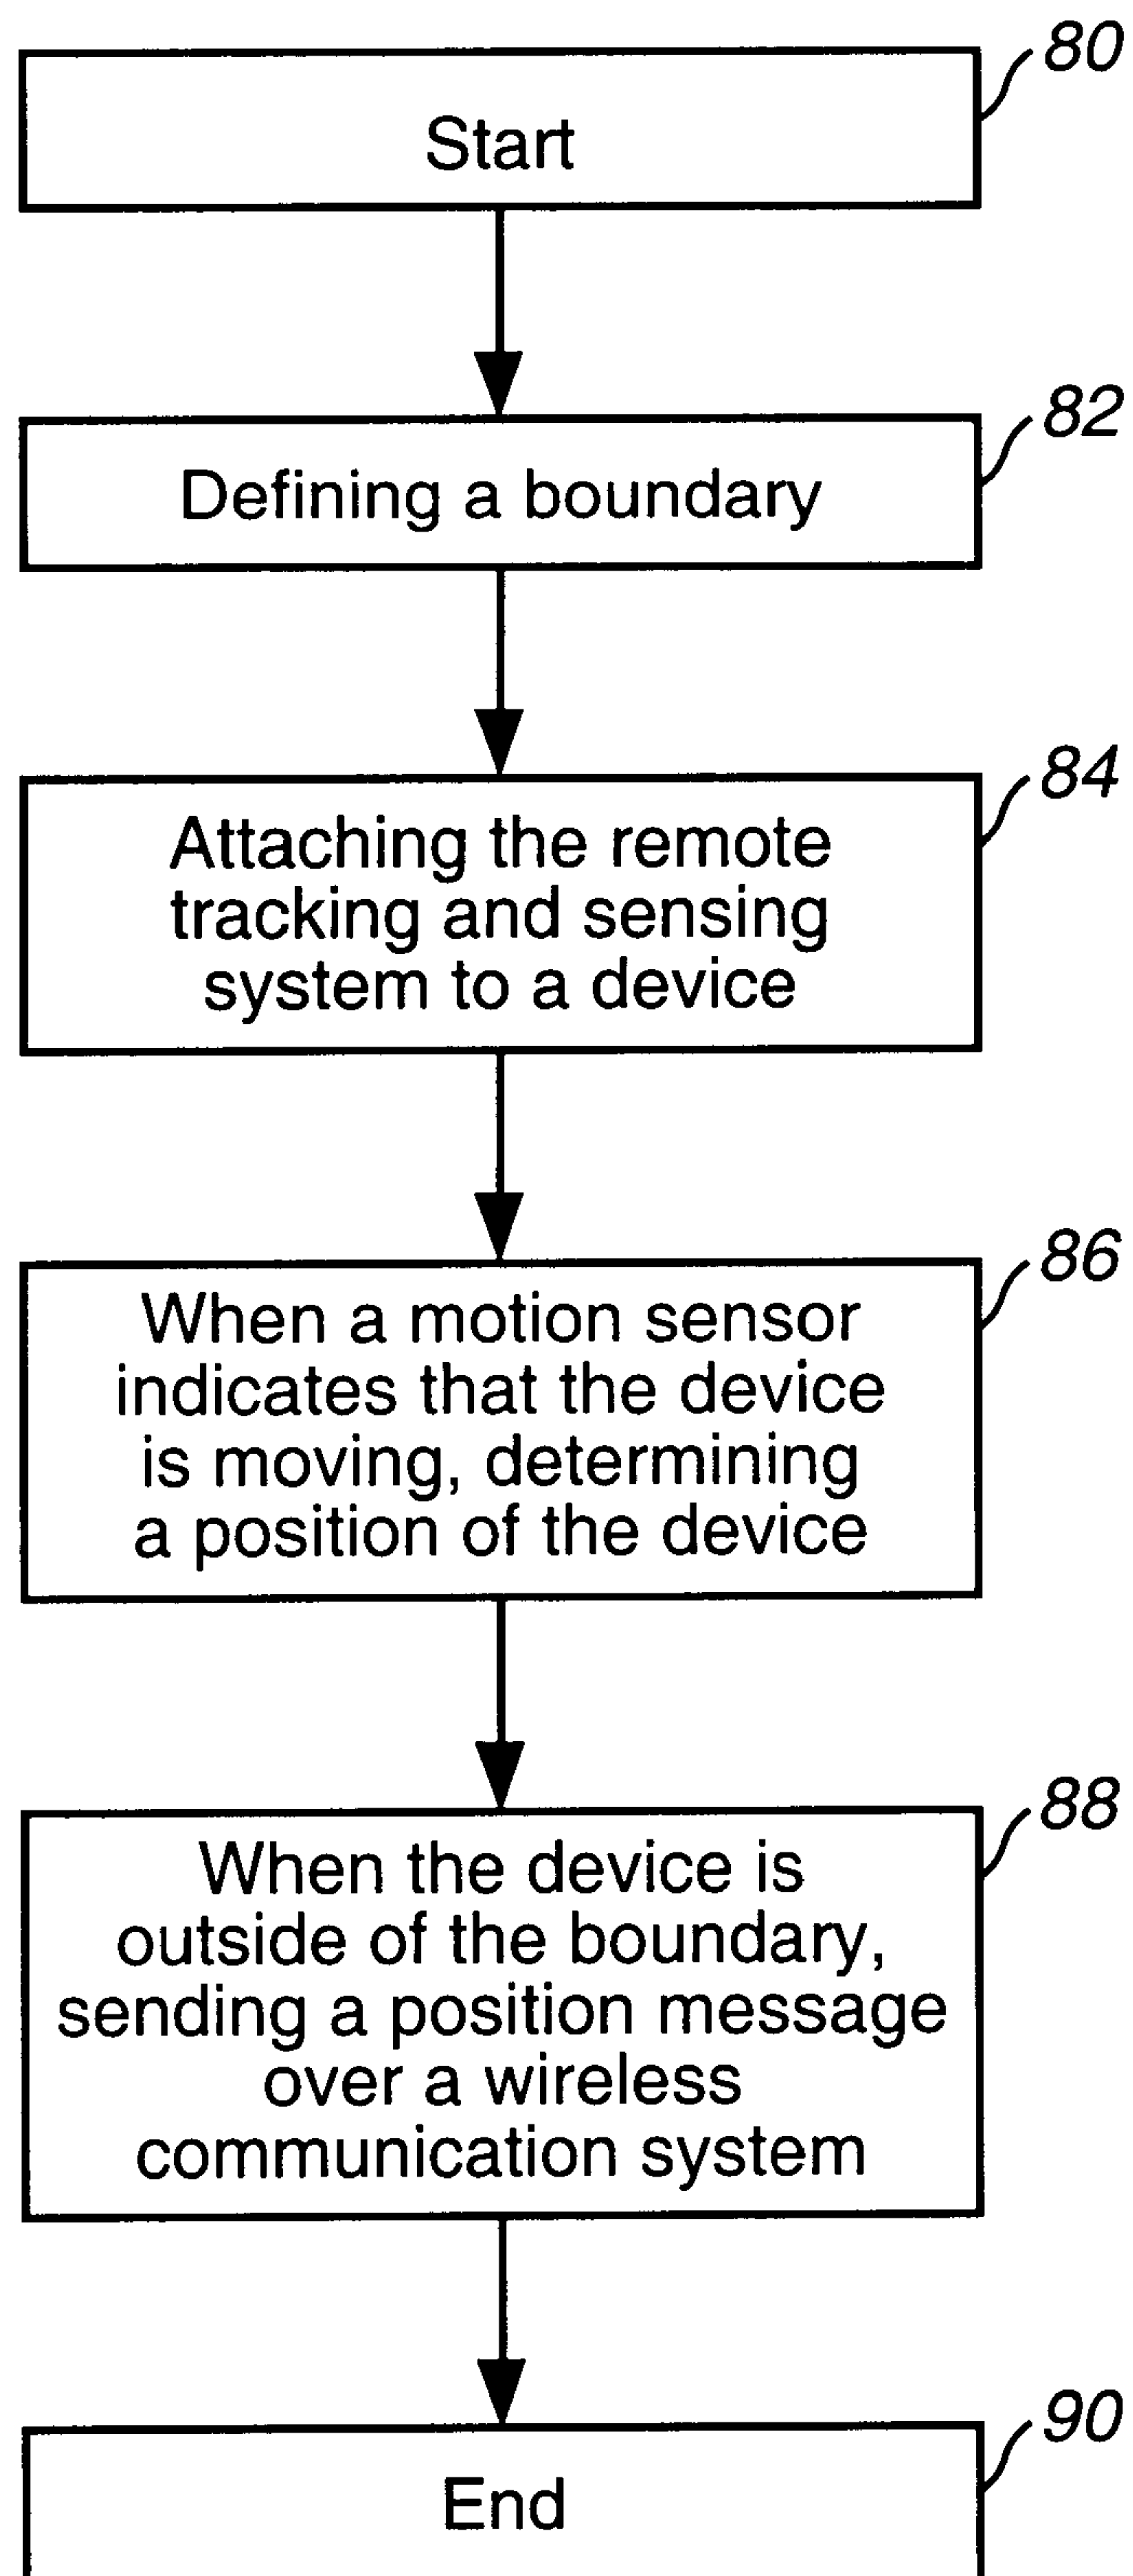 80
Start
82
Defining a boundary
84
Attaching the remote
tracking and sensing
system to a device
86
When a motion sensor
indicates that the device
is moving, determining
a position of the device
88
When the device is
outside of the boundary,
sending a position message
over a wireless
communication system
90
End